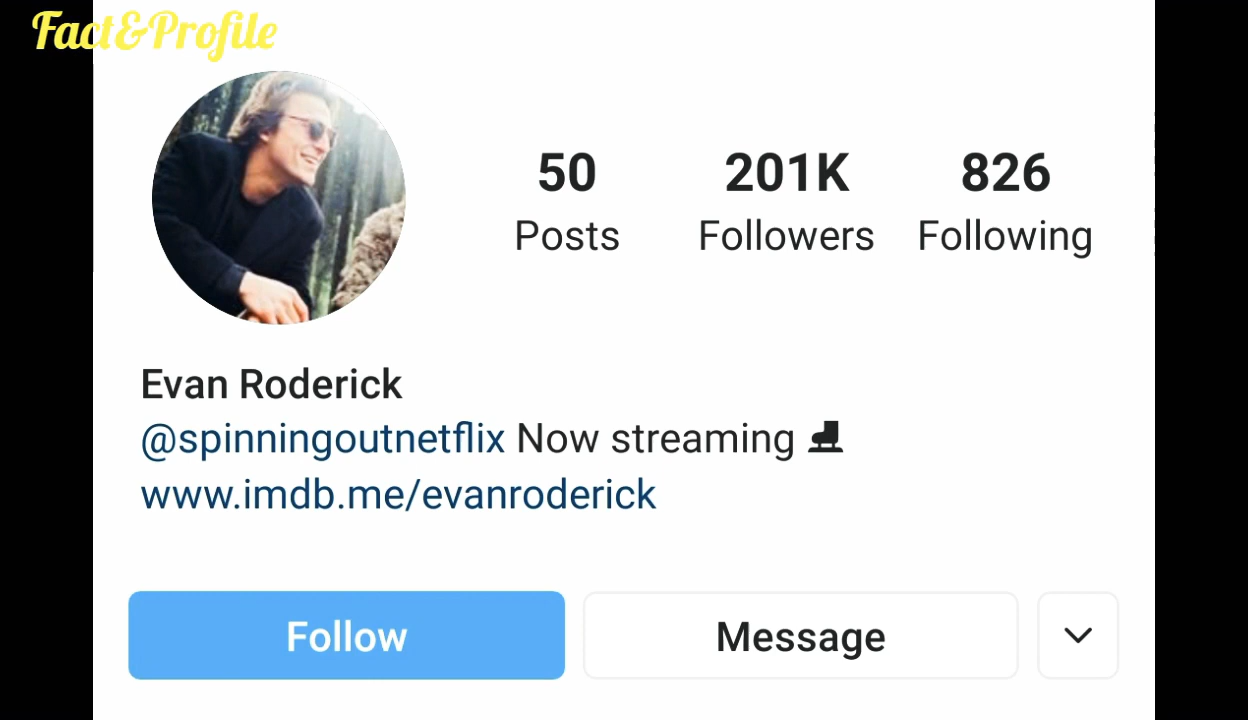 Fact&Profile
50 201K 826
Posts Followers Following
Evan Roderick
@spinningoutnetflix Now streaming ⛸
www.imdb.me/evanroderick
Follow Message